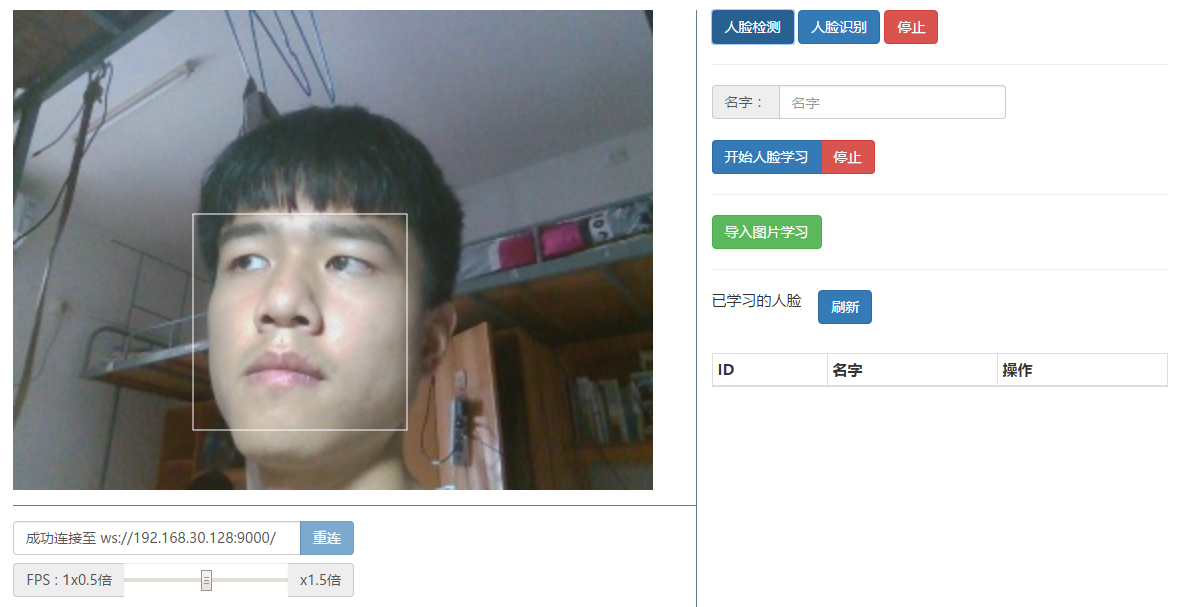 人脸检测 人脸识别 停止
名字： 名字
开始人脸学习 停止
导入图片学习
已学习的人脸 刷新
ID 名字 操作
成功连接至 ws://192.168.30.128:9000/ 重连
FPS : 1x0.5倍 x1.5倍